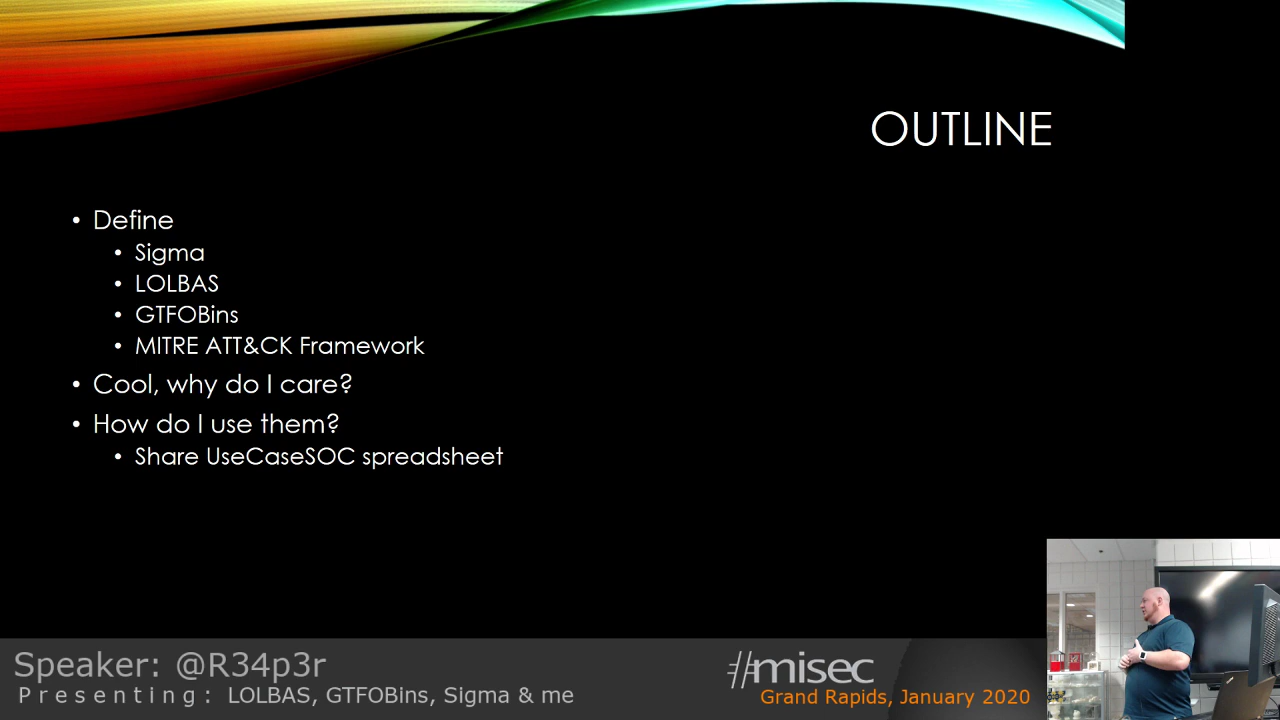 OUTLINE
• Define
• Sigma
• LOLBAS
• GTFOBins
• MITRE ATT&CK Framework
• Cool, why do I care?
• How do I use them?
• Share UseCaseSOC spreadsheet
Speaker: @R34p3r
Presenting: LOLBAS, GTFOBins, Sigma & me
#misec
Grand Rapids, January 2020